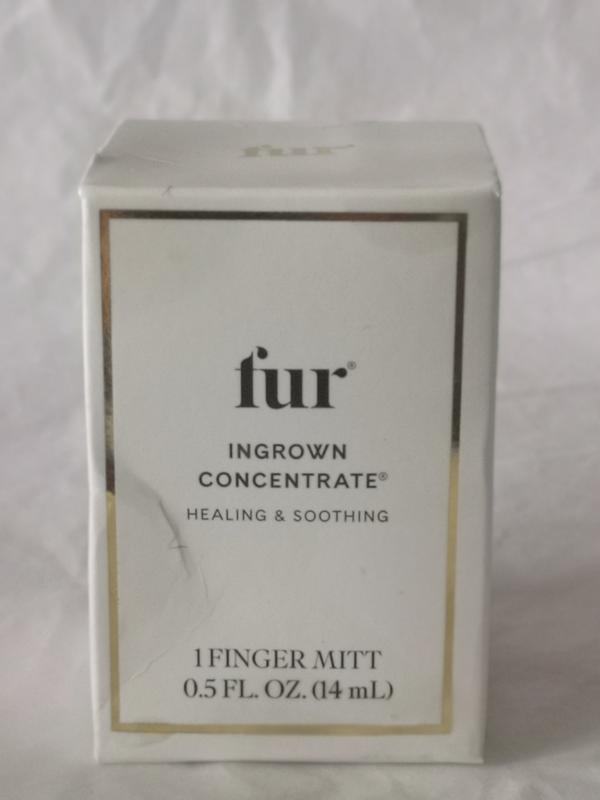 fur
fur®
INGROWN
CONCENTRATE®
HEALING & SOOTHING
1 FINGER MITT
0.5 FL. OZ. (14 mL)